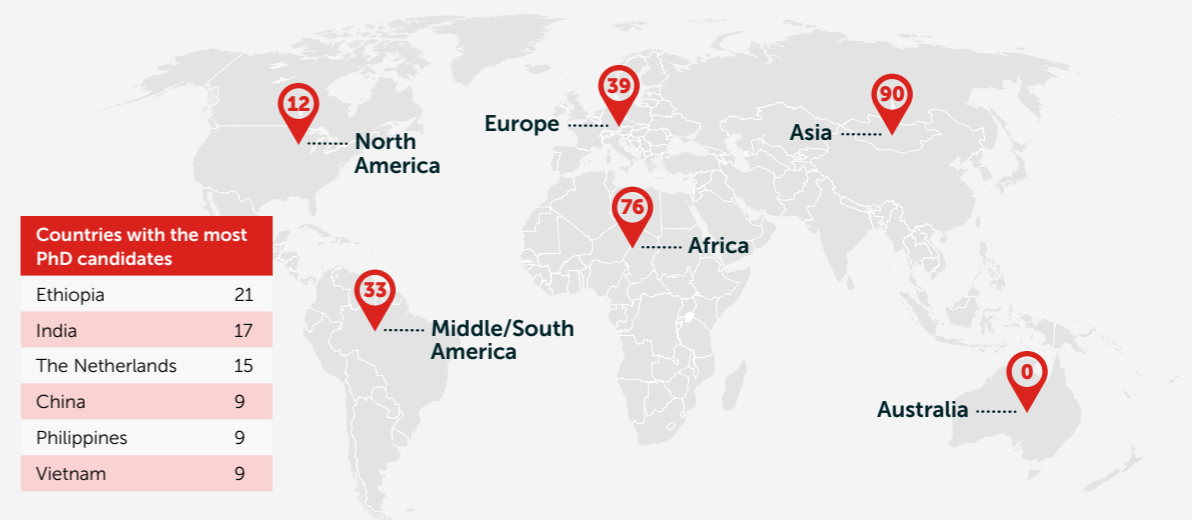 12
North
America
39
Europe
90
Asia
76
Africa
Countries with the most
PhD candidates
Ethiopia 21
India 17
The Netherlands 15
China 9
Philippines 9
Vietnam 9
33
Middle/South
America
0
Australia